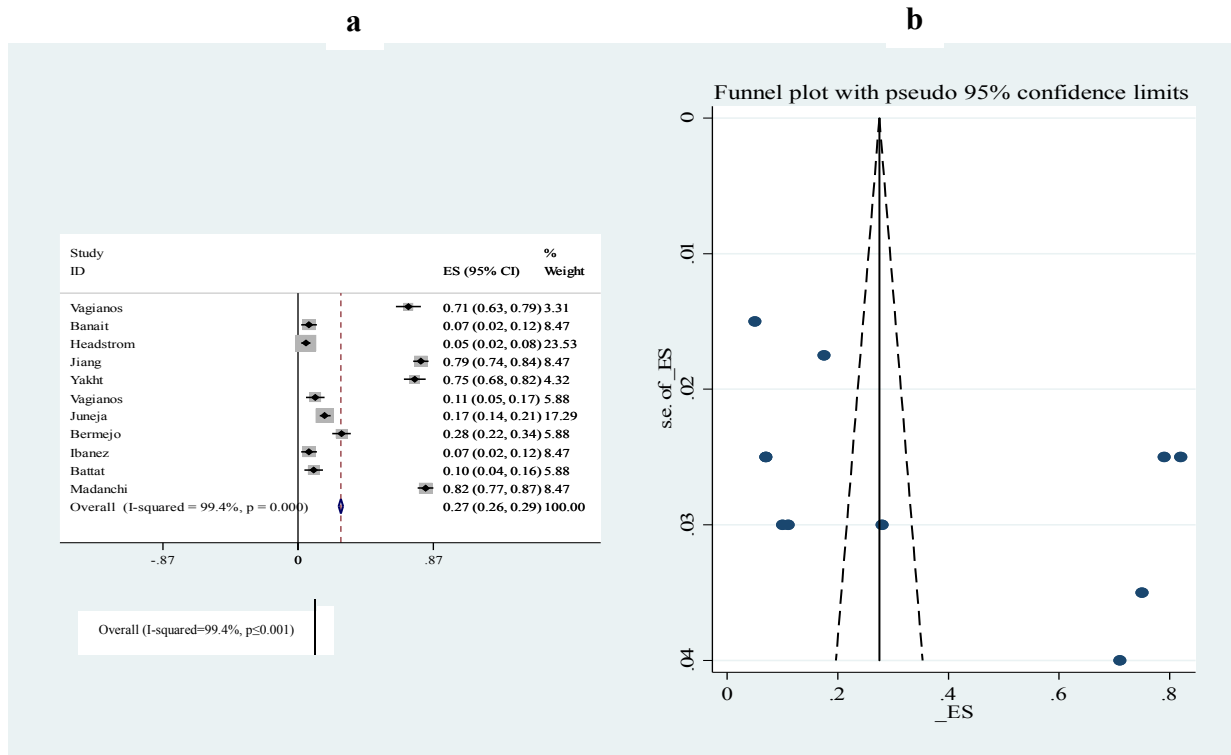 a
b
Study
%
ID
ES (95% CI)
Weight
Vagianos
0.71 (0.63, 0.79) 3.31
Banait
0.07 (0.02, 0.12) 8.47
Headstrom
0.05 (0.02, 0.08) 23.53
Jiang
0.79 (0.74, 0.84) 8.47
Yakht
0.75 (0.68, 0.82) 4.32
Vagianos
0.11 (0.05, 0.17) 5.88
Juneja
0.17 (0.14, 0.21) 17.29
Bermejo
0.28 (0.22, 0.34) 5.88
Ibanez
0.07 (0.02, 0.12) 8.47
Battat
0.10 (0.04, 0.16) 5.88
Madanchi
0.82 (0.77, 0.87) 8.47
Overall (I-squared = 99.4%, p = 0.000)
0.27 (0.26, 0.29) 100.00
-.87
0
.87
Overall (I-squared=99.4%, p≤0.001)
Funnel plot with pseudo 95% confidence limits
0
.01
.02
.03
.04
s.e. of _ES
0
.2
.4
.6
.8
_ES